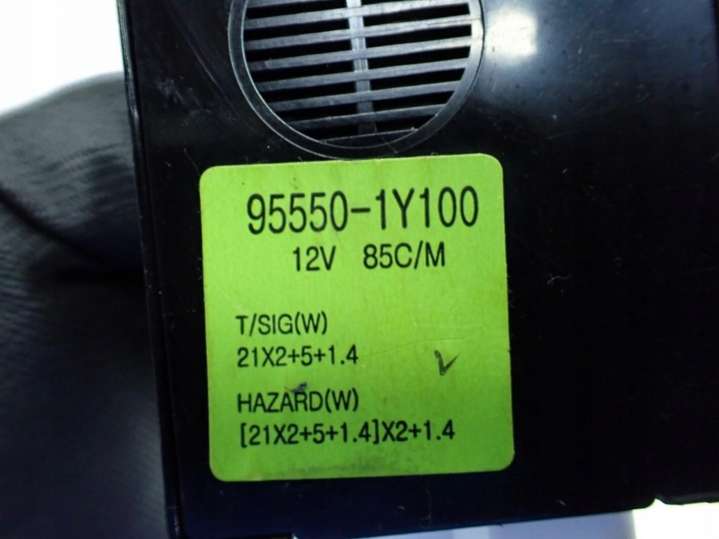 95550-1Y100
12V 85C/M
T/SIG(W)
21X2+5+1.4
HAZARD(W)
[21X2+5+1.4]X2+1.4